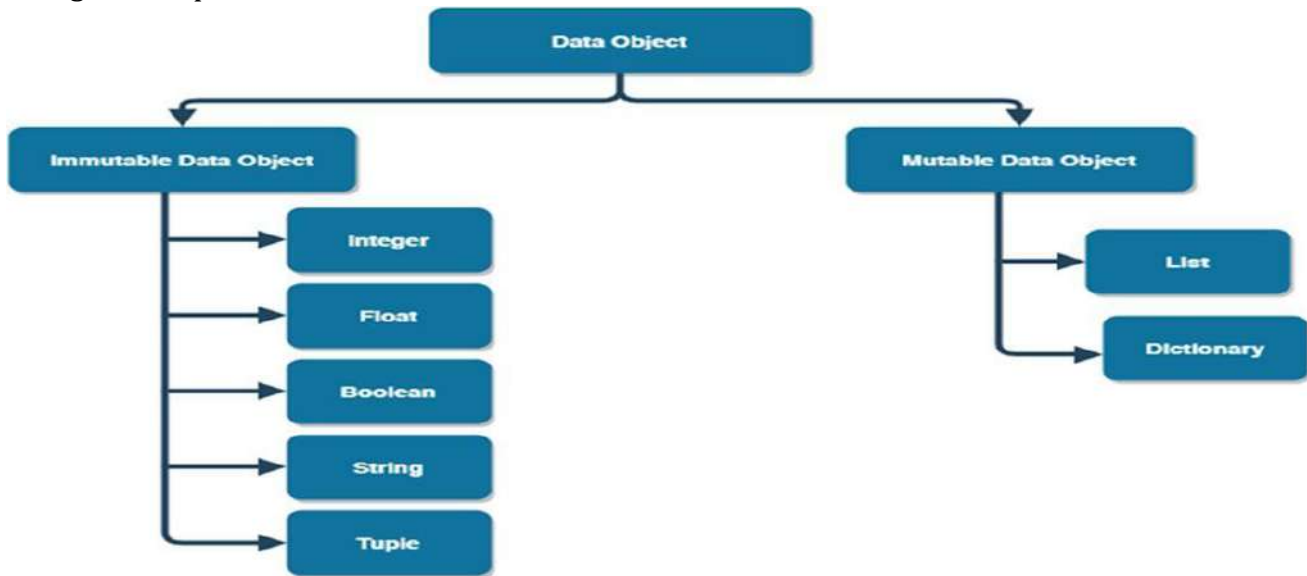 Data Object
Immutable Data Object
Mutable Data Object
Integer
Float
Boolean
String
Tuple
List
Dictionary